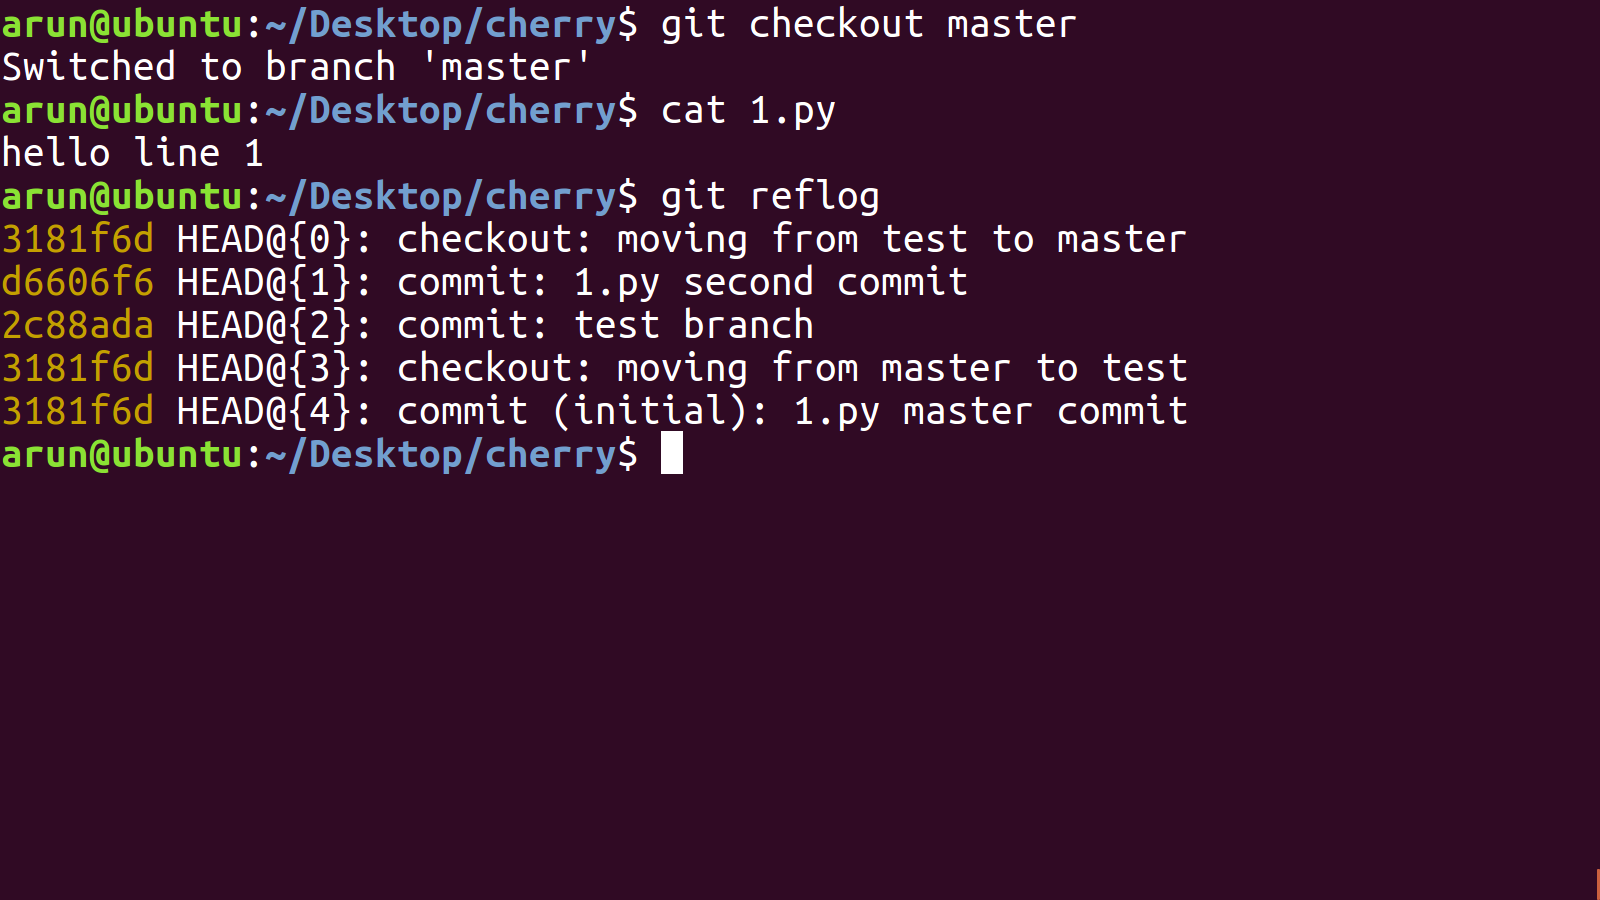 arun@ubuntu:~/Desktop/cherry$ git checkout master
Switched to branch 'master'
arun@ubuntu:~/Desktop/cherry$ cat 1.py
hello line 1
arun@ubuntu:~/Desktop/cherry$ git reflog
3181f6d HEAD@{0}: checkout: moving from test to master
d6606f6 HEAD@{1}: commit: 1.py second commit
2c88ada HEAD@{2}: commit: test branch
3181f6d HEAD@{3}: checkout: moving from master to test
3181f6d HEAD@{4}: commit (initial): 1.py master commit
arun@ubuntu:~/Desktop/cherry$